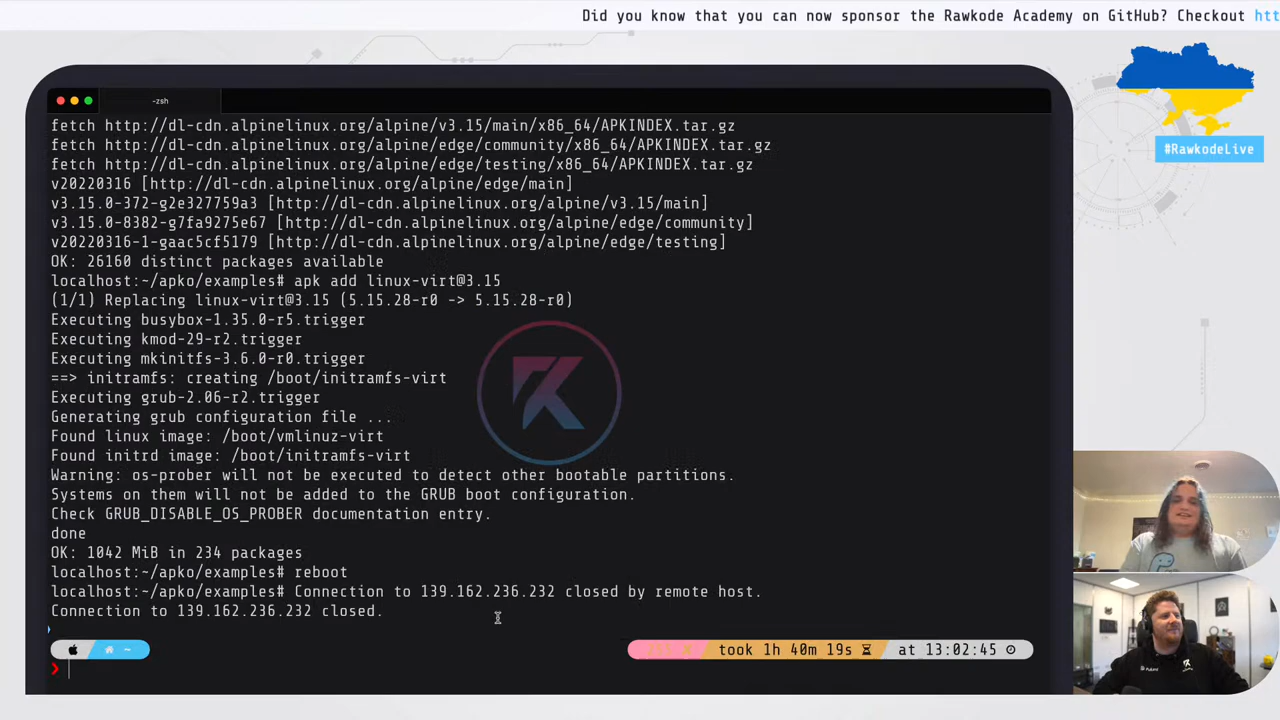 Did you know that you can now sponsor the Rawkode Academy on GitHub? Checkout htt
-zsh
fetch http://dl-cdn.alpinelinux.org/alpine/v3.15/main/x86_64/APKINDEX.tar.gz
fetch http://dl-cdn.alpinelinux.org/alpine/edge/community/x86_64/APKINDEX.tar.gz
fetch http://dl-cdn.alpinelinux.org/alpine/edge/testing/x86_64/APKINDEX.tar.gz
v20220316 [http://dl-cdn.alpinelinux.org/alpine/edge/main]
v3.15.0-372-g2e327759a3 [http://dl-cdn.alpinelinux.org/alpine/v3.15/main]
v3.15.0-8382-g7fa9275e67 [http://dl-cdn.alpinelinux.org/alpine/edge/community]
v20220316-1-gaac5cf5179 [http://dl-cdn.alpinelinux.org/alpine/edge/testing]
OK: 26160 distinct packages available
localhost:~/apko/examples# apk add linux-virt@3.15
(1/1) Replacing linux-virt@3.15 (5.15.28-r0 -> 5.15.28-r0)
Executing busybox-1.35.0-r5.trigger
Executing kmod-29-r2.trigger
Executing mkinitfs-3.6.0-r0.trigger
==> initramfs: creating /boot/initramfs-virt
Executing grub-2.06-r2.trigger
Generating grub configuration file ...
Found linux image: /boot/vmlinuz-virt
Found initrd image: /boot/initramfs-virt
Warning: os-prober will not be executed to detect other bootable partitions.
Systems on them will not be added to the GRUB boot configuration.
Check GRUB_DISABLE_OS_PROBER documentation entry.
done
OK: 1042 MiB in 234 packages
localhost:~/apko/examples# reboot
localhost:~/apko/examples# Connection to 139.162.236.232 closed by remote host.
Connection to 139.162.236.232 closed.
~ took 1h 40m 19s at 13:02:45
❯
#RawkodeLive